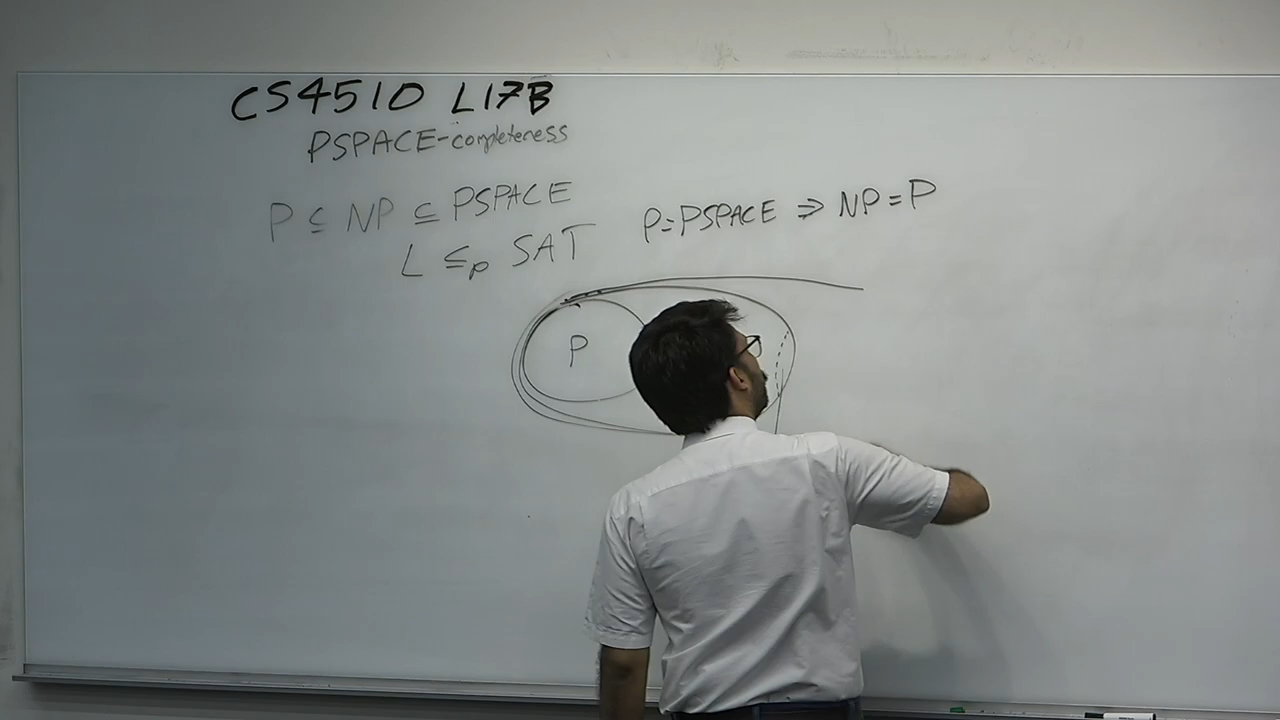 CS4510 L17B
PSPACE-completeness
P ⊆ NP ⊆ PSPACE
P=PSPACE ⇒ NP=P
L ≤p SAT
P